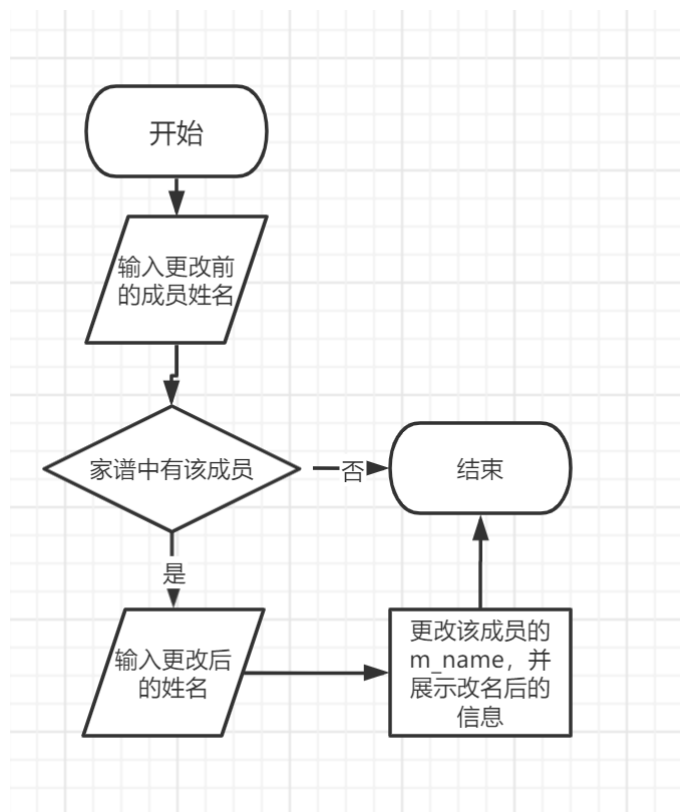 开始
输入更改前
的成员姓名
家谱中有该成员
否
结束
是
输入更改后
的姓名
更改该成员的
m_name，并
展示改名后的
信息